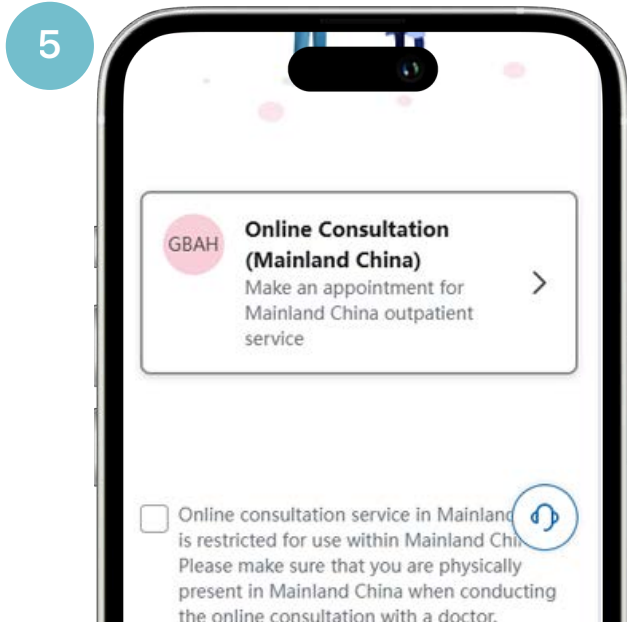 5
Online Consultation
GBAH
(Mainland China)
Make an appointment for
Mainland China outpatient
service
Online consultation service in Mainland
is restricted for use within Mainland
Please make sure that you are physically
present in Mainland China when conducting
the online consultation with a doctor.